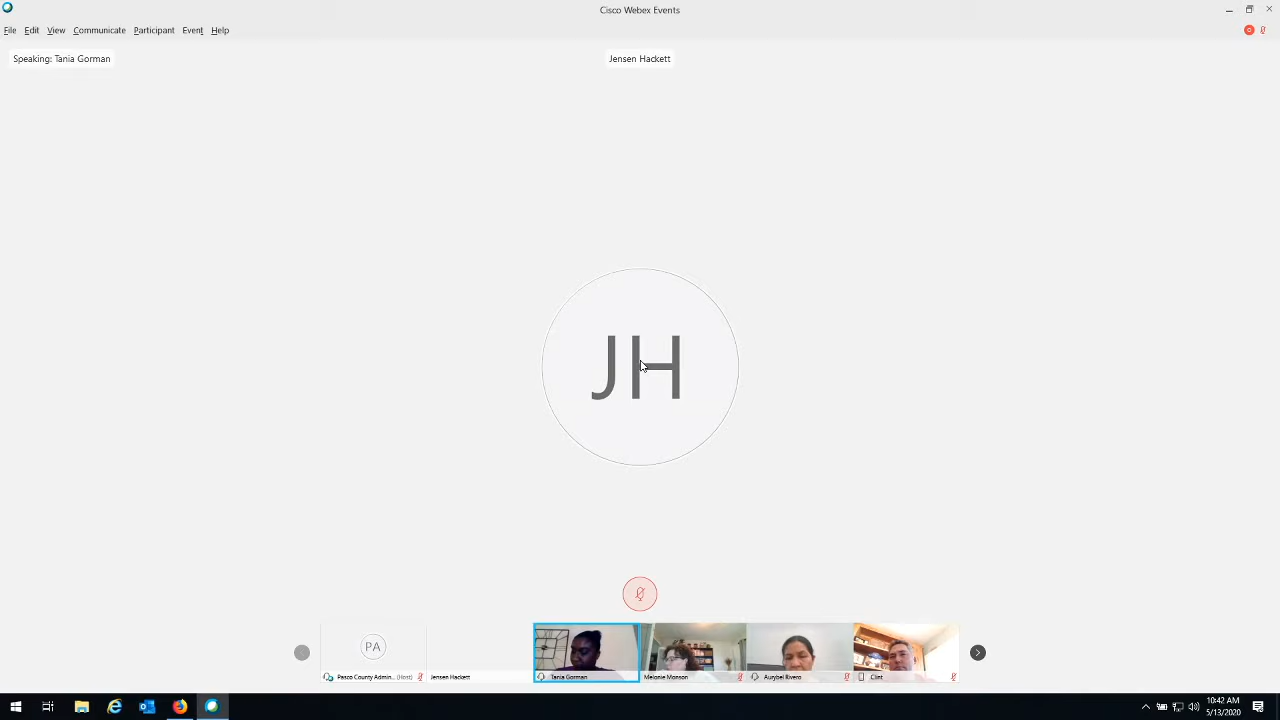 Cisco Webex Events
File Edit View Communicate Participant Event Help
Speaking: Tania Gorman
Jensen Hackett
JH
PA
Pasco County Admin... (Host)
Jensen Hackett
Tania Gorman
Melonie Monson
Aurybel Rivero
Clint
10:42 AM
5/13/2020